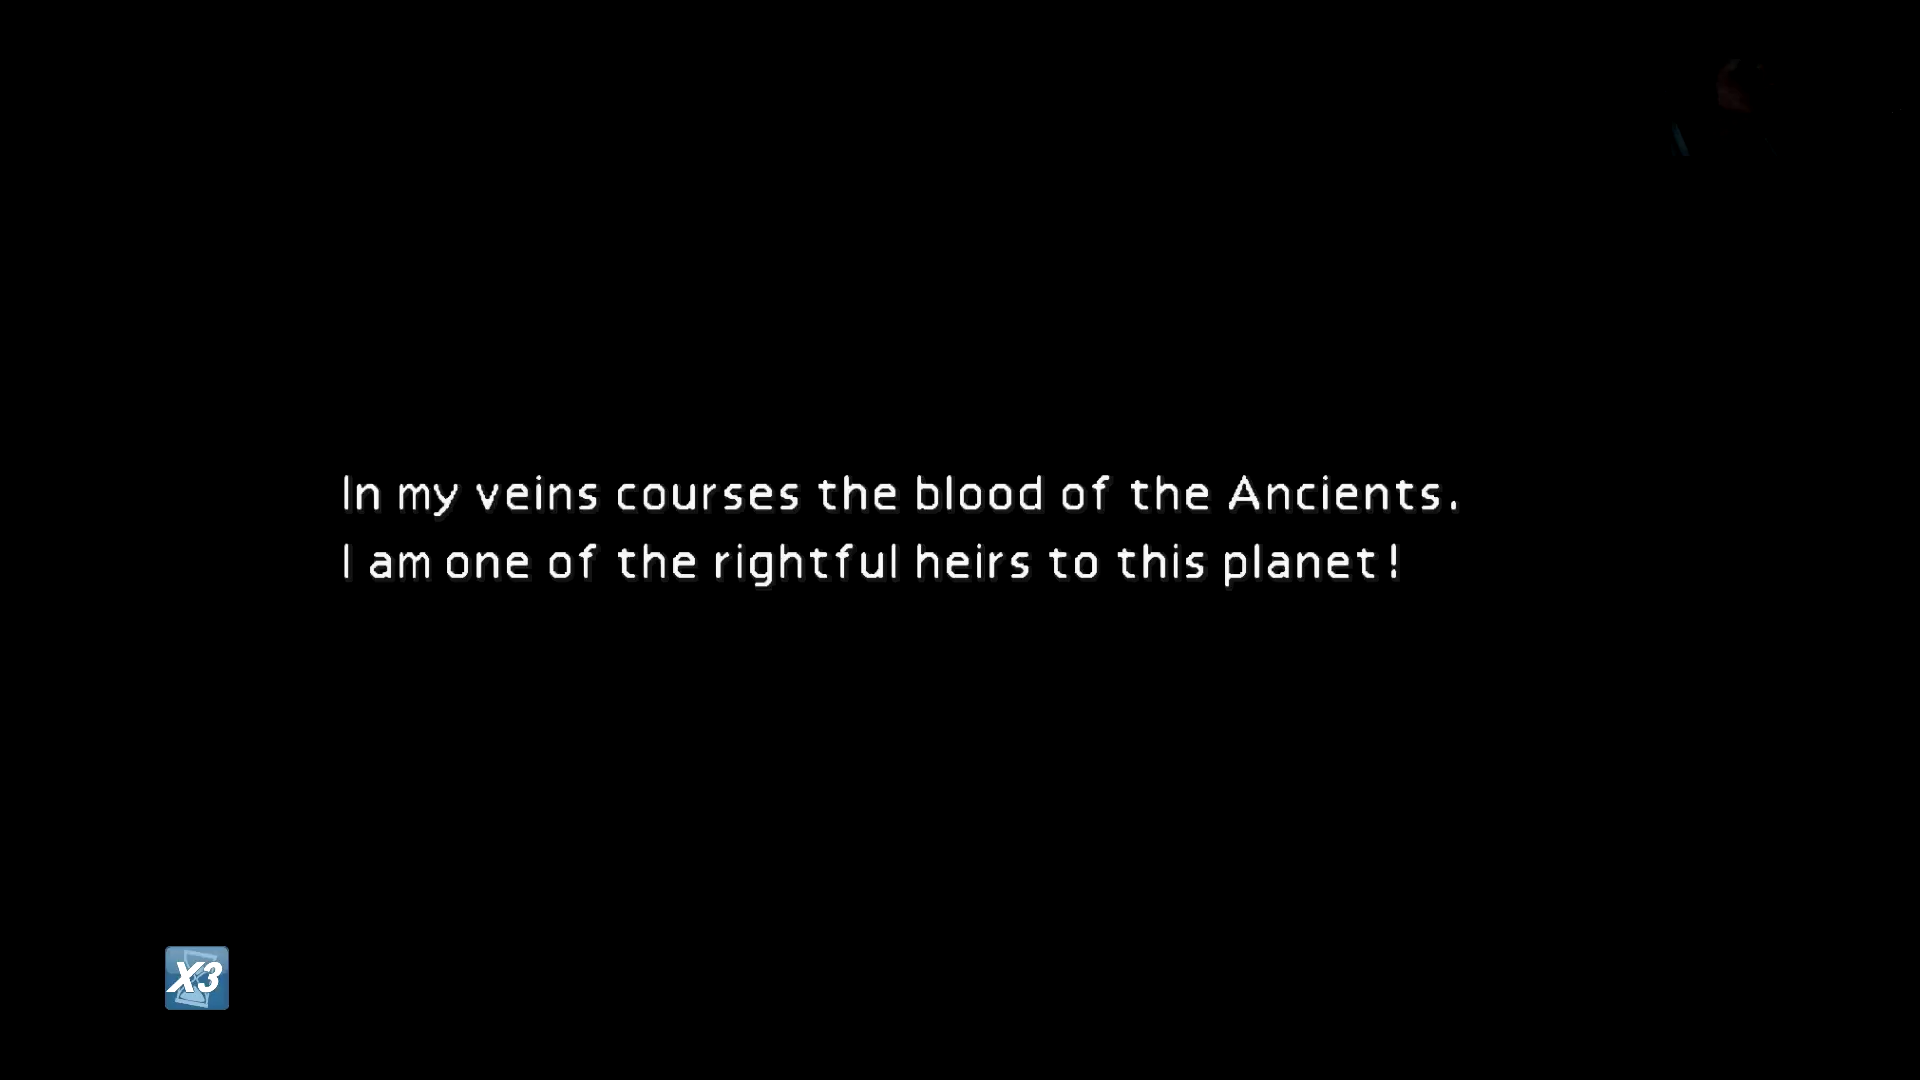 In my veins courses the blood of the Ancients.
I am one of the rightful heirs to this planet!
X3